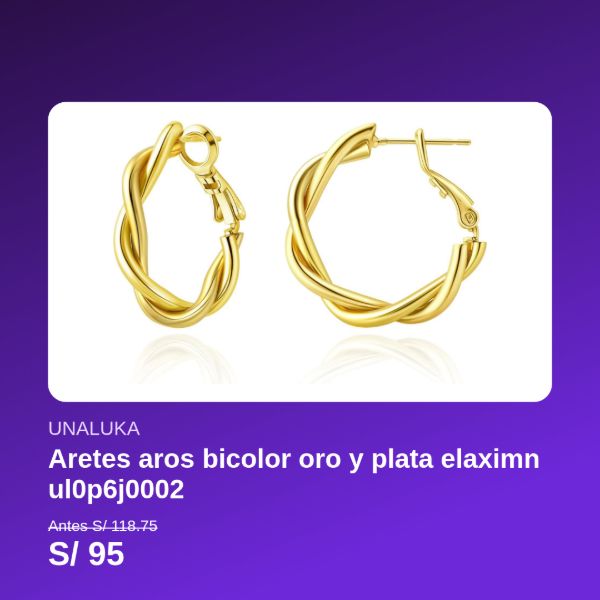 UNALUKA
Aretes aros bicolor oro y plata elaximn
ul0p6j0002
Antes S/ 118.75
S/ 95